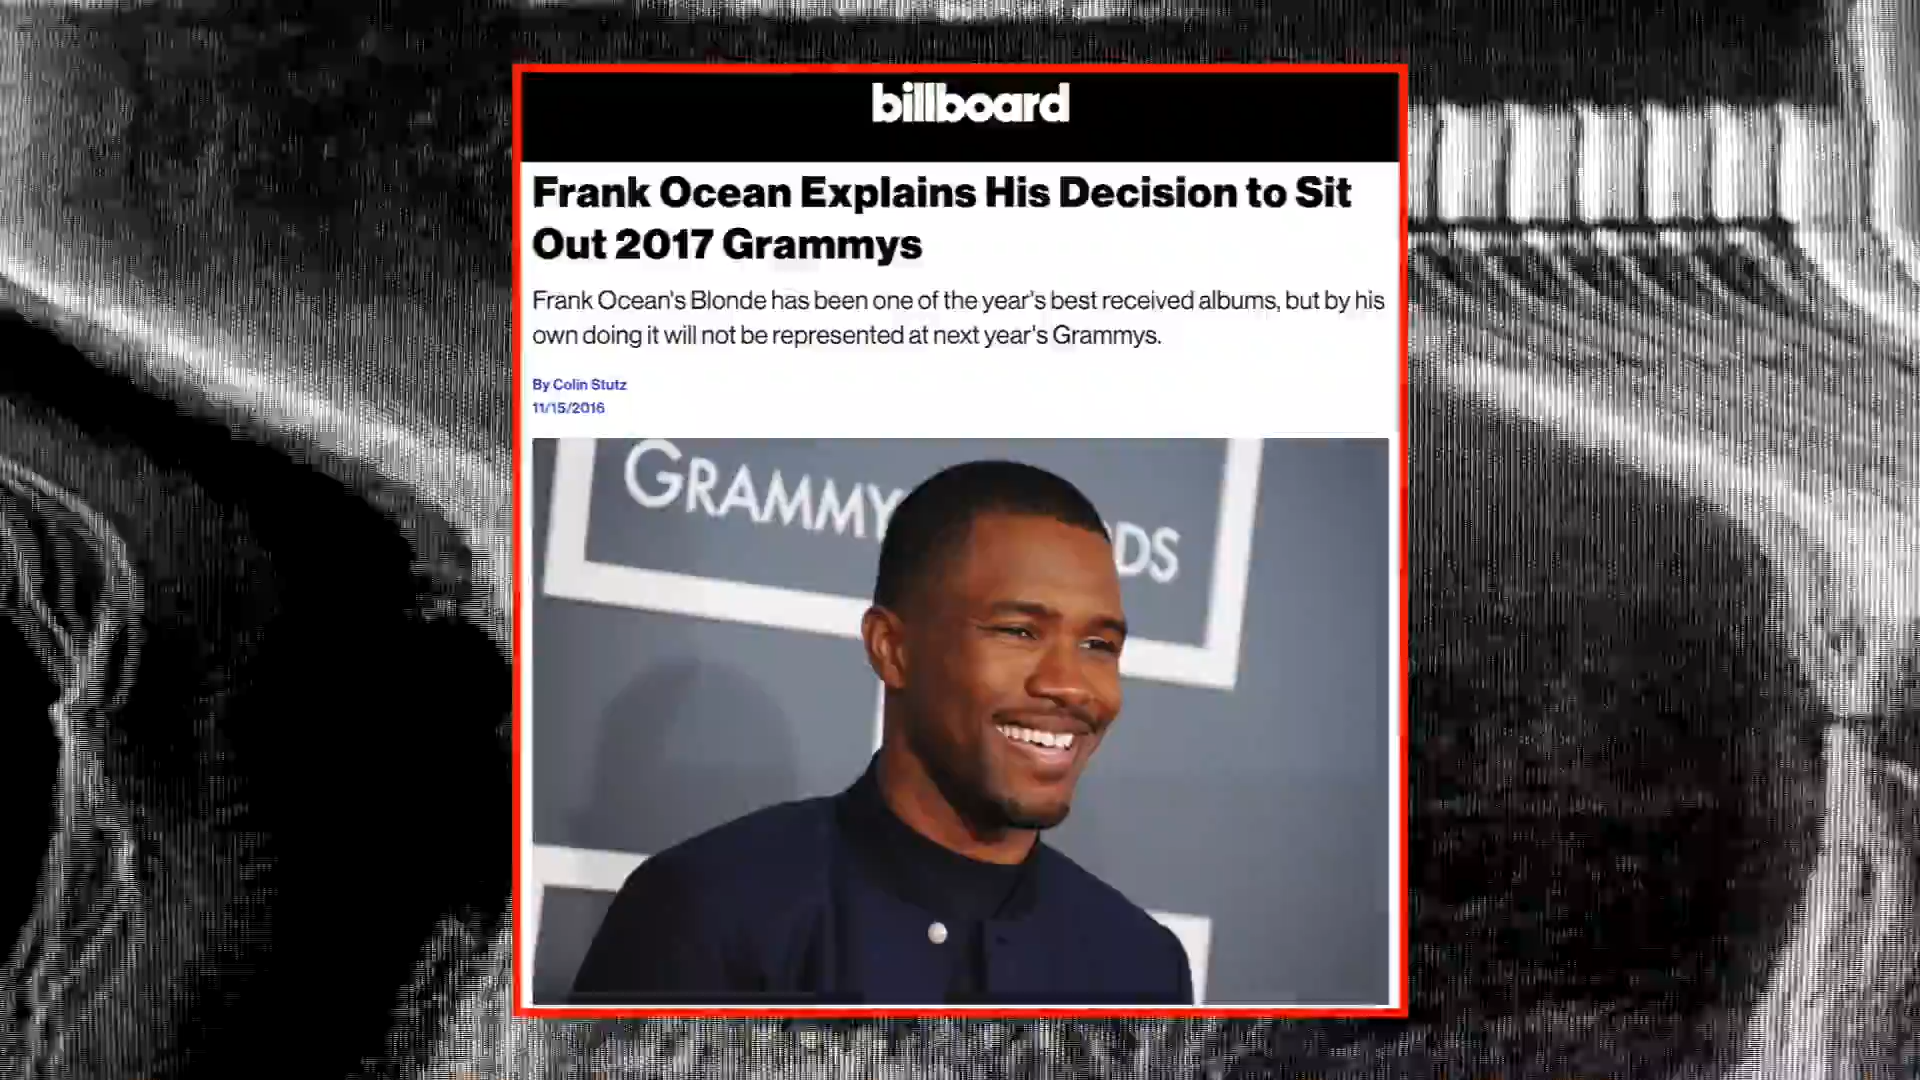 billboard
Frank Ocean Explains His Decision to Sit
Out 2017 Grammys
Frank Ocean's Blonde has been one of the year's best received albums, but by his
own doing it will not be represented at next year's Grammys.
By Colin Stutz
11/15/2016
GRAMMY DS